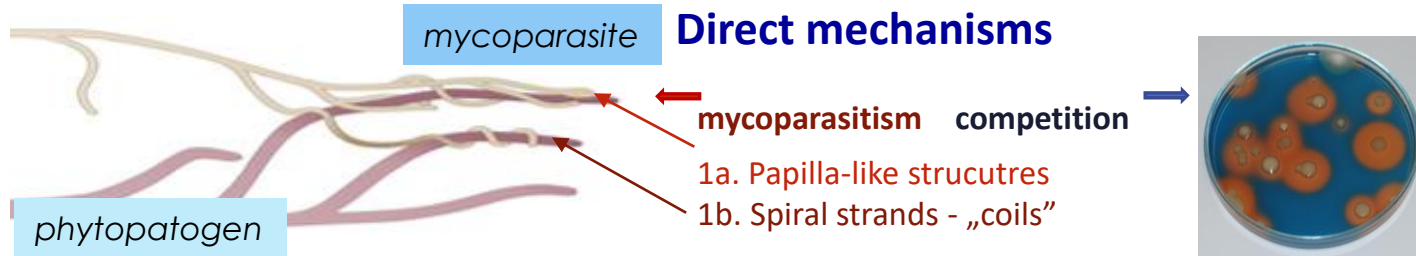 mycoparasite
Direct mechanisms
mycoparasitism competition
1a. Papilla-like strucutres
1b. Spiral strands - „coils”
phytopatogen